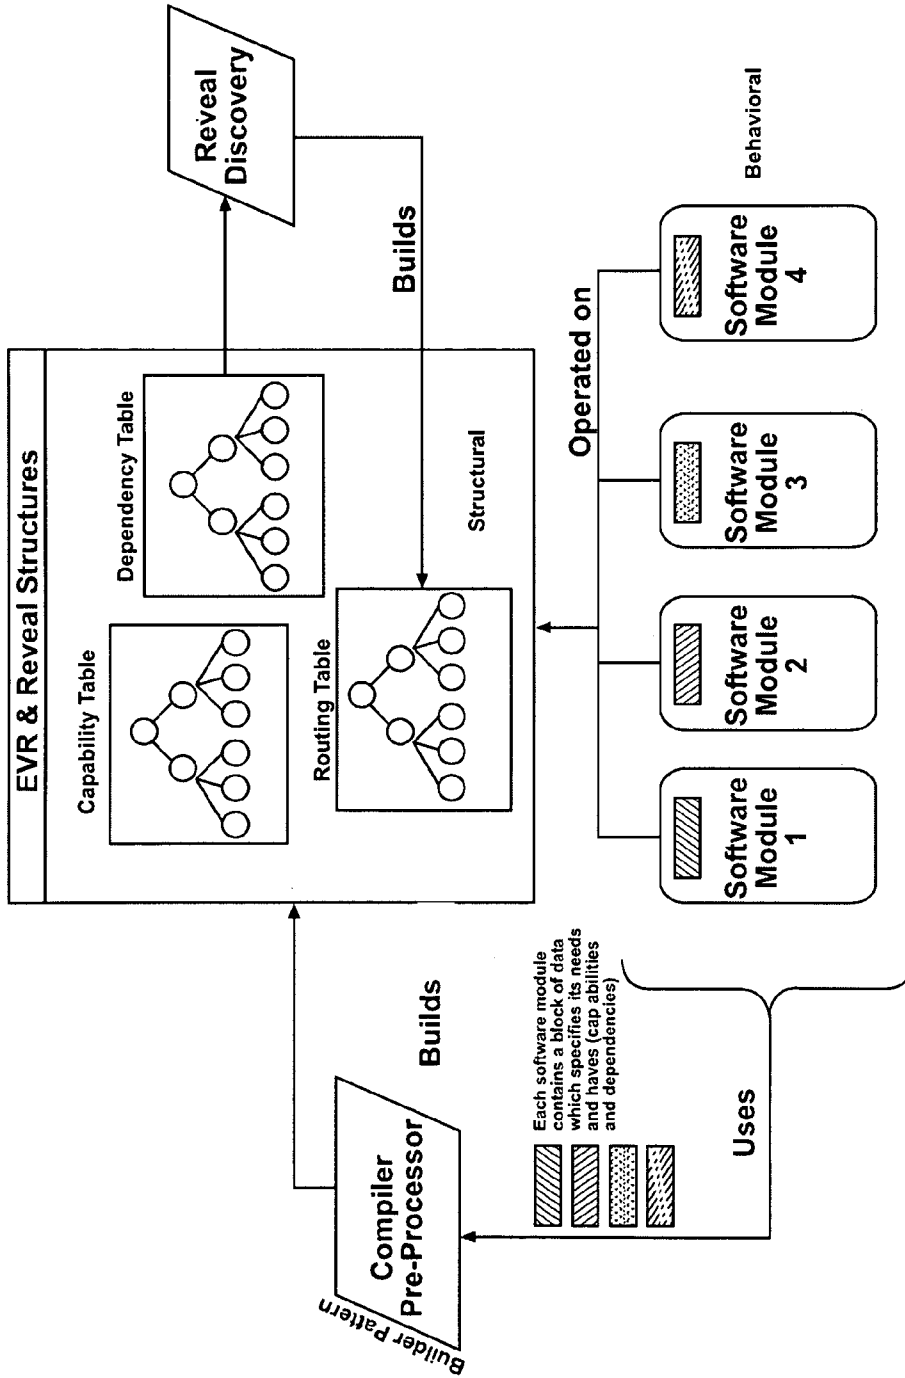 EVR & Reveal Structures
Capability Table
Dependency Table
Routing Table
Structural
Reveal
Discovery
Builds
Compiler
Pre-Processor
Builder Pattern
Builds
Each software module
contains a block of data
which specifies its needs
and haves (cap abilities
and dependencies)
Uses
Operated on
Software
Module
1
Software
Module
2
Software
Module
3
Software
Module
4
Behavioral